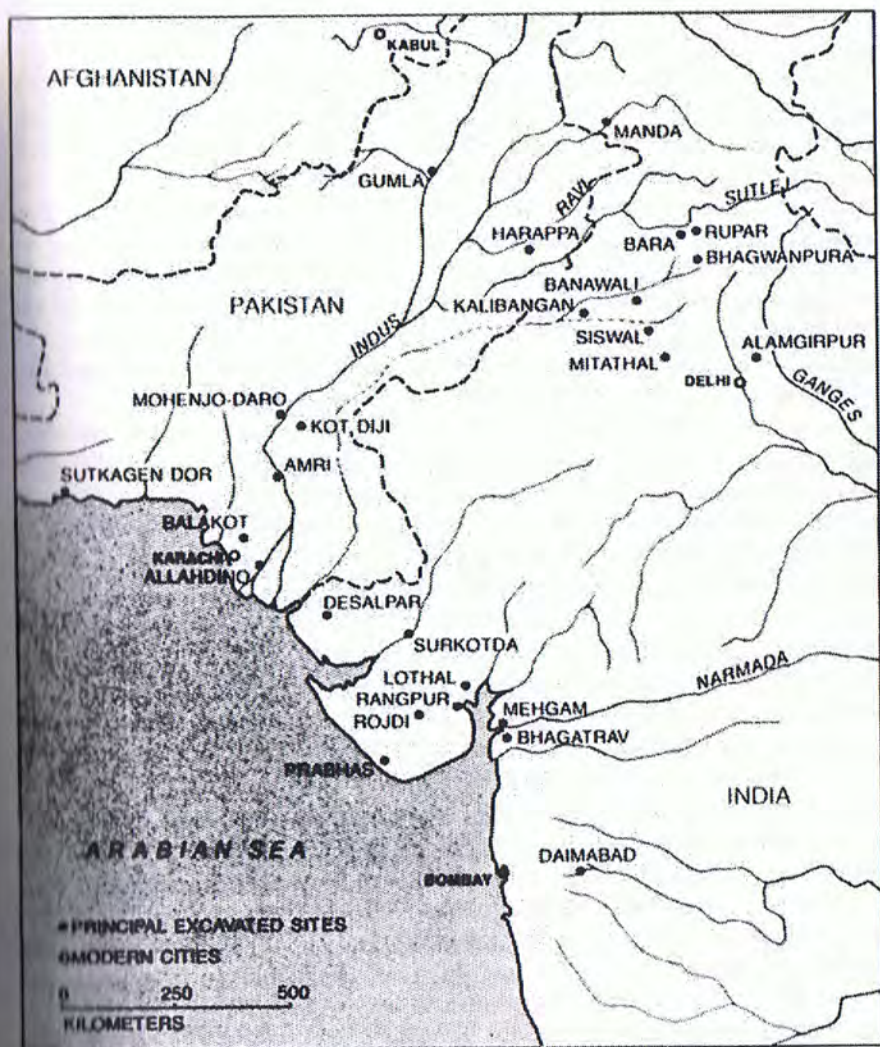 KABUL
AFGHANISTAN
MANDA
GUMLA
RAVI
SUTLEJ
HARAPPA
BARA
RUPAR
BHAGWANPURA
BANAWALI
PAKISTAN
KALIBANGAN
INDUS
SISWAL
ALAMGIRPUR
MITATHAL
DELHI
GANGES
MOHENJO-DARO
KOT DIJI
AMRI
SUTKAGEN DOR
BALAKOT
KARACHI
ALLAHDINO
DESALPAR
SURKOTDA
LOTHAL
NARMADA
RANGPUR
MEHGAM
ROJDI
BHAGATRAV
PRABHAS
INDIA
ARABIAN SEA
DAIMABAD
BOMBAY
PRINCIPAL EXCAVATED SITES
MODERN CITIES
0 250 500
KILOMETERS